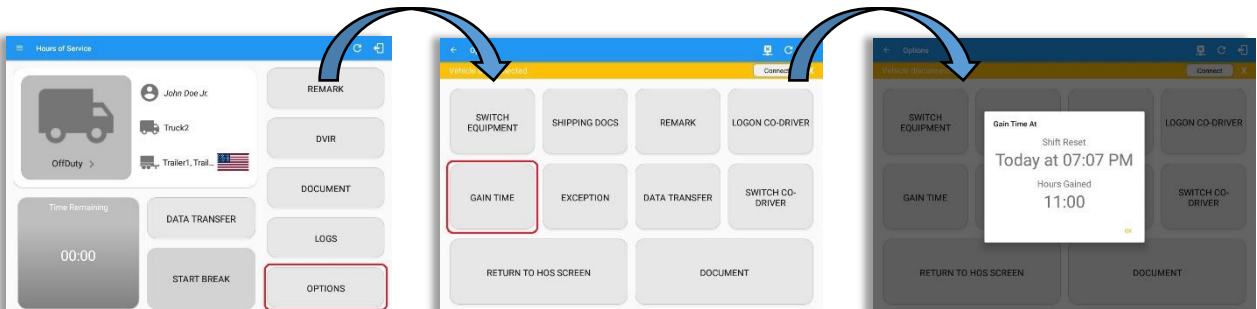 Hours of Service
John Doe Jr.
Truck2
Trailer1, Trail...
OffDuty >
Time Remaining
00:00
DATA TRANSFER
START BREAK
REMARK
DVIR
DOCUMENT
LOGS
OPTIONS
Connect
SWITCH
EQUIPMENT
SHIPPING DOCS
REMARK
LOGON CO-DRIVER
GAIN TIME
EXCEPTION
DATA TRANSFER
SWITCH CO-
DRIVER
RETURN TO HOS SCREEN
DOCUMENT
Options
Vehicle
Connect
X
SWITCH
EQUIPMENT
LOGON CO-DRIVER
GAIN TIME
SWITCH CO-
DRIVER
RETURN TO HOS SCREEN
DOCUMENT
Gain Time At
Shift Reset
Today at 07:07 PM
Hours Gained
11:00
OK